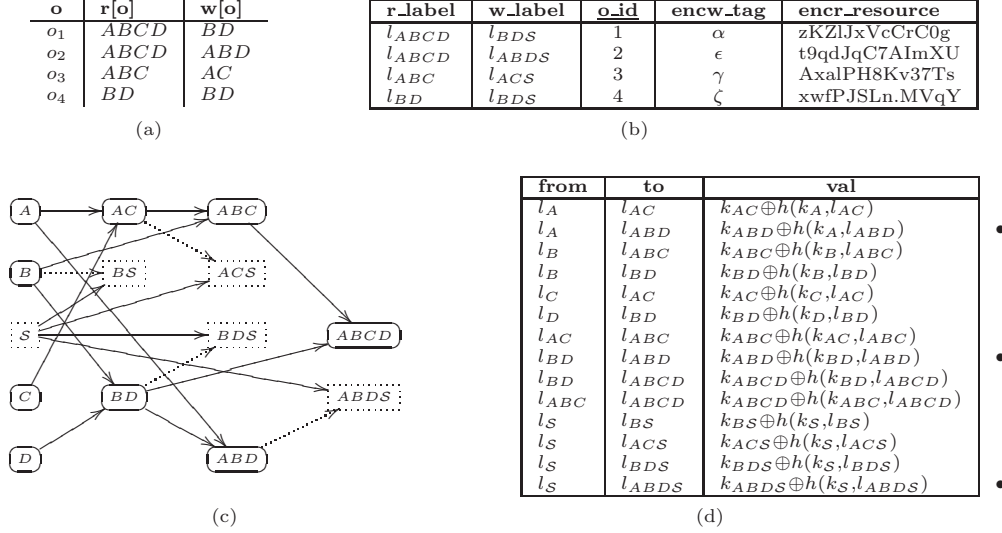 o r[o] w[o]
o1 ABCD BD
o2 ABCD ABD
o3 ABC AC
o4 BD BD
(a)
r_label w_label o_id encw_tag encr_resource
lABCD lBDS 1 α zKZlJxVcCrC0g
lABCD lABDS 2 ϵ t9qdJqC7AImXU
lABC lACS 3 γ AxalPH8Kv37Ts
lBD lBDS 4 ζ xwfPJSLn.MVqY
(b)
A AC ABC
B BS ACS
S BDS ABCD
C BD ABDS
D ABD
(c)
from to val
lA lAC kAC⊕h(kA,lAC)
lA lABD kABD⊕h(kA,lABD) •
lB lABC kABC⊕h(kB,lABC)
lB lBD kBD⊕h(kB,lBD)
lC lAC kAC⊕h(kC,lAC)
lD lBD kBD⊕h(kD,lBD)
lAC lABC kABC⊕h(kAC,lABC)
lBD lABD kABD⊕h(kBD,lABD) •
lBD lABCD kABCD⊕h(kBD,lABCD)
lABC lABCD kABCD⊕h(kABC,lABCD)
lS lBS kBS⊕h(kS,lBS)
lS lACS kACS⊕h(kS,lACS)
lS lBDS kBDS⊕h(kS,lBDS)
lS lABDS kABDS⊕h(kS,lABDS) •
(d)